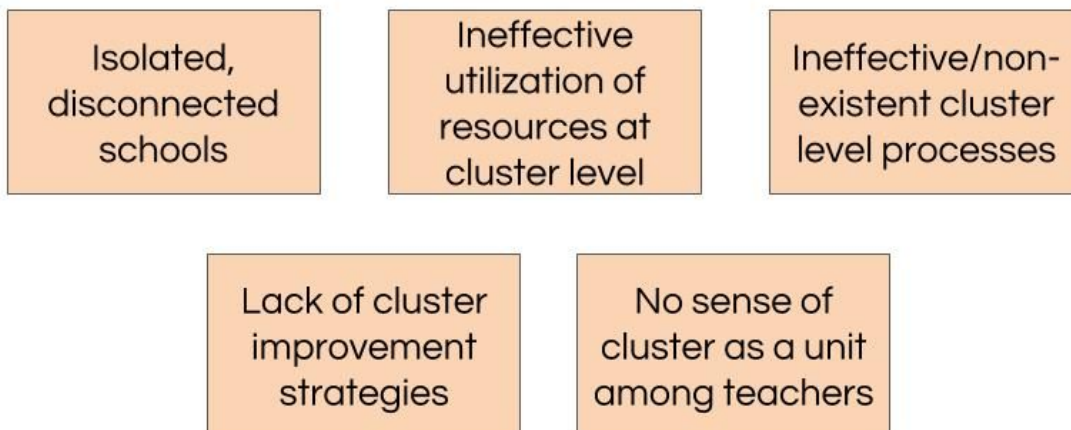 Isolated,
disconnected
schools
Ineffective
utilization of
resources at
cluster level
Ineffective/non-
existent cluster
level processes
Lack of cluster
improvement
strategies
No sense of
cluster as a unit
among teachers